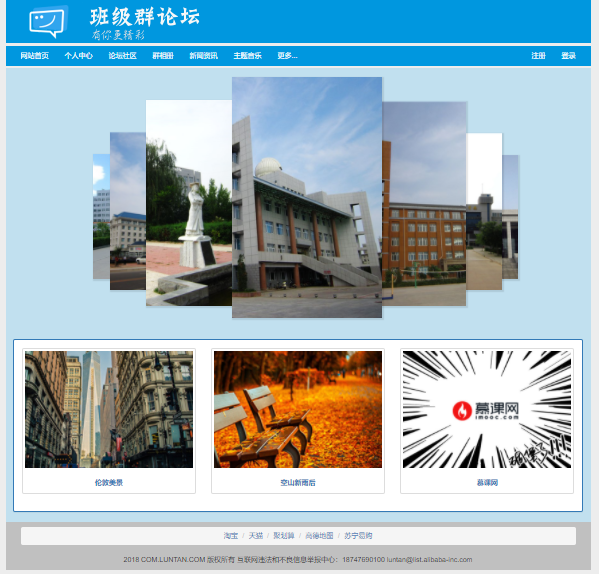 班级群论坛
有你更精彩
网站首页 个人中心 论坛社区 群相册 新闻资讯 主题音乐 更多... 注册 登录
慕课网
imooc.com
伦敦美景 空山新雨后 慕课网
淘宝 / 天猫 / 聚划算 / 高德地图 / 苏宁易购
2018 COM.LUNTAN.COM 版权所有 互联网违法和不良信息举报中心：18747690100 luntan@list.alibaba-inc.com